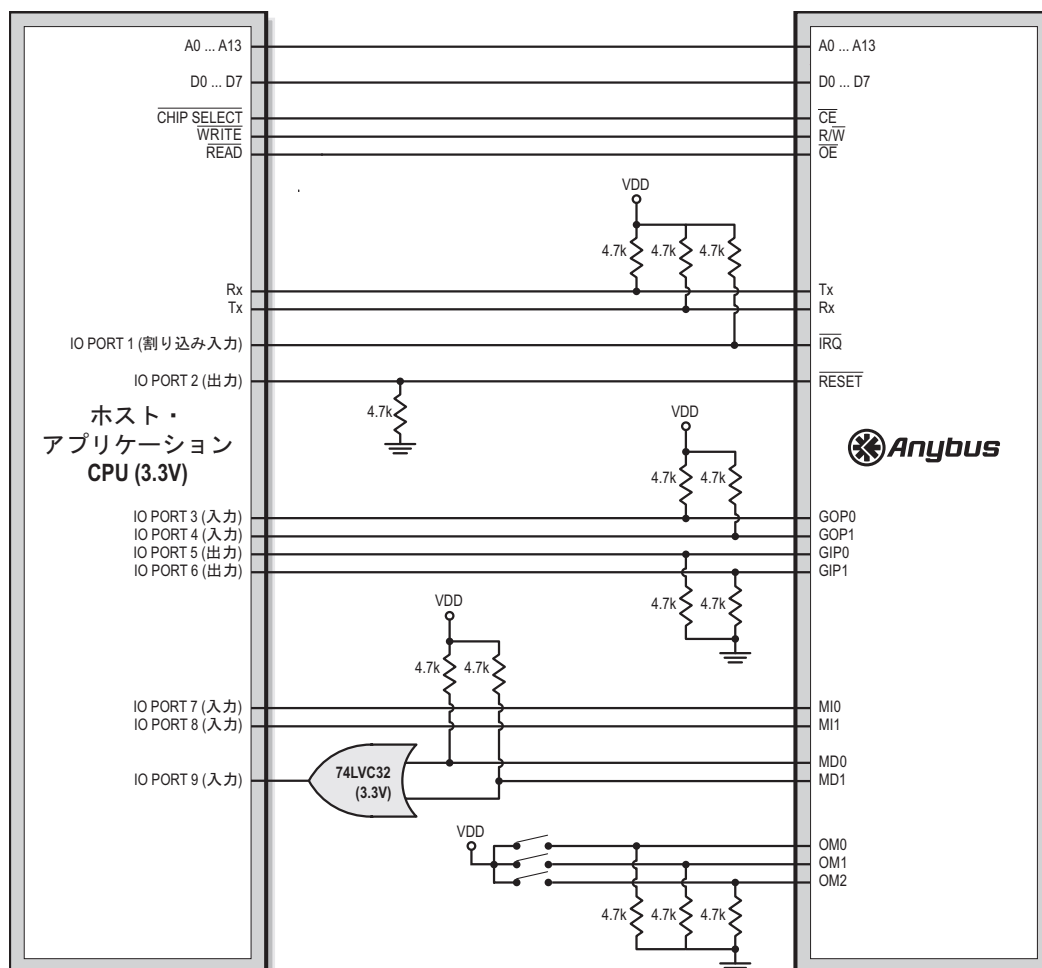 A0 ... A13 A0 ... A13
D0 ... D7 D0 ... D7
CHIP SELECT CE
WRITE R/W
READ OE
VDD
4.7k 4.7k 4.7k
Rx Tx
Tx Rx
IO PORT 1 (割り込み入力) IRQ
IO PORT 2 (出力) RESET
4.7k
VDD
ホスト・
アプリケーション
CPU (3.3V)
Anybus
4.7k 4.7k
IO PORT 3 (入力) GOP0
IO PORT 4 (入力) GOP1
IO PORT 5 (出力) GIP0
IO PORT 6 (出力) GIP1
4.7k 4.7k
VDD
4.7k 4.7k
IO PORT 7 (入力) MI0
IO PORT 8 (入力) MI1
MD0
IO PORT 9 (入力) MD1
74LVC32
(3.3V)
VDD
OM0
OM1
OM2
4.7k 4.7k 4.7k